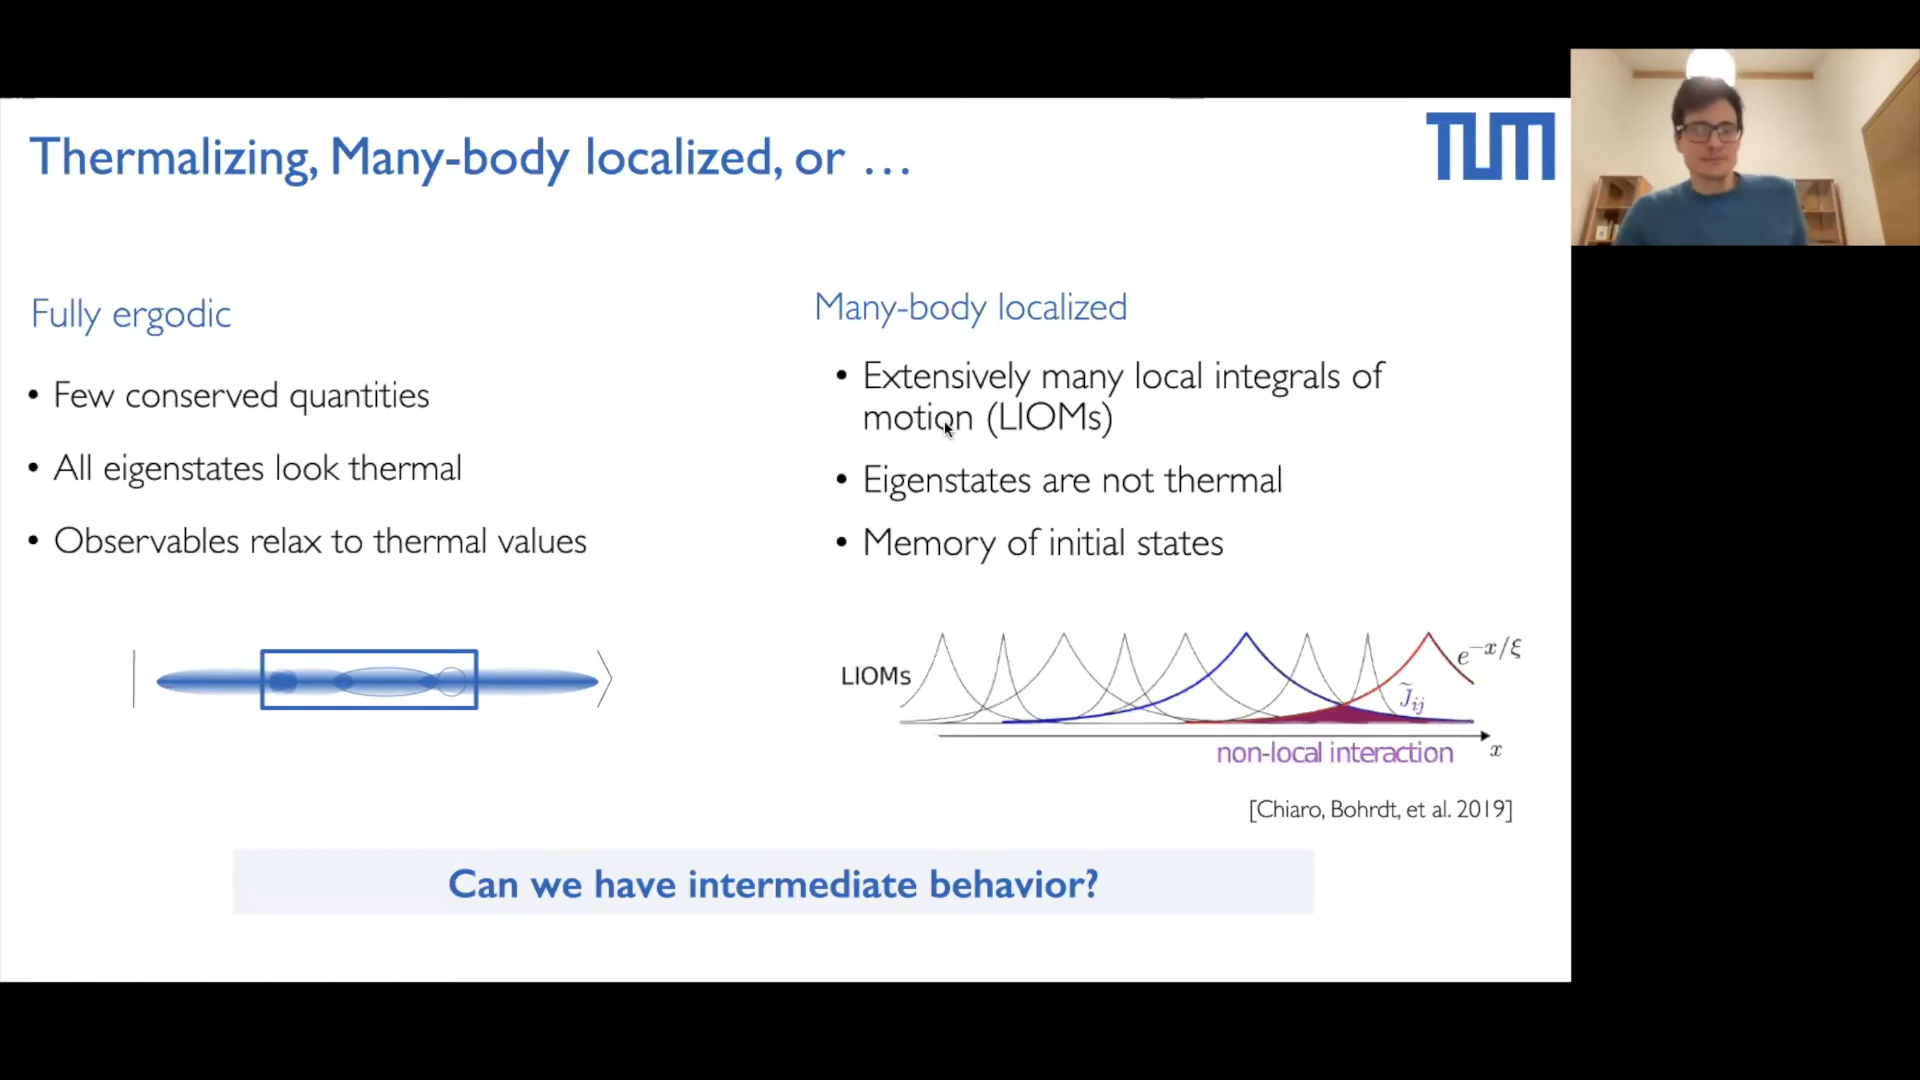 Thermalizing, Many-body localized, or ...
TUM
Fully ergodic
• Few conserved quantities
• All eigenstates look thermal
• Observables relax to thermal values
Many-body localized
• Extensively many local integrals of
motion (LIOMs)
• Eigenstates are not thermal
• Memory of initial states
LIOMs
e^{-x/ξ}
J̃_{ij}
x
non-local interaction
[Chiaro, Bohrdt, et al. 2019]
Can we have intermediate behavior?